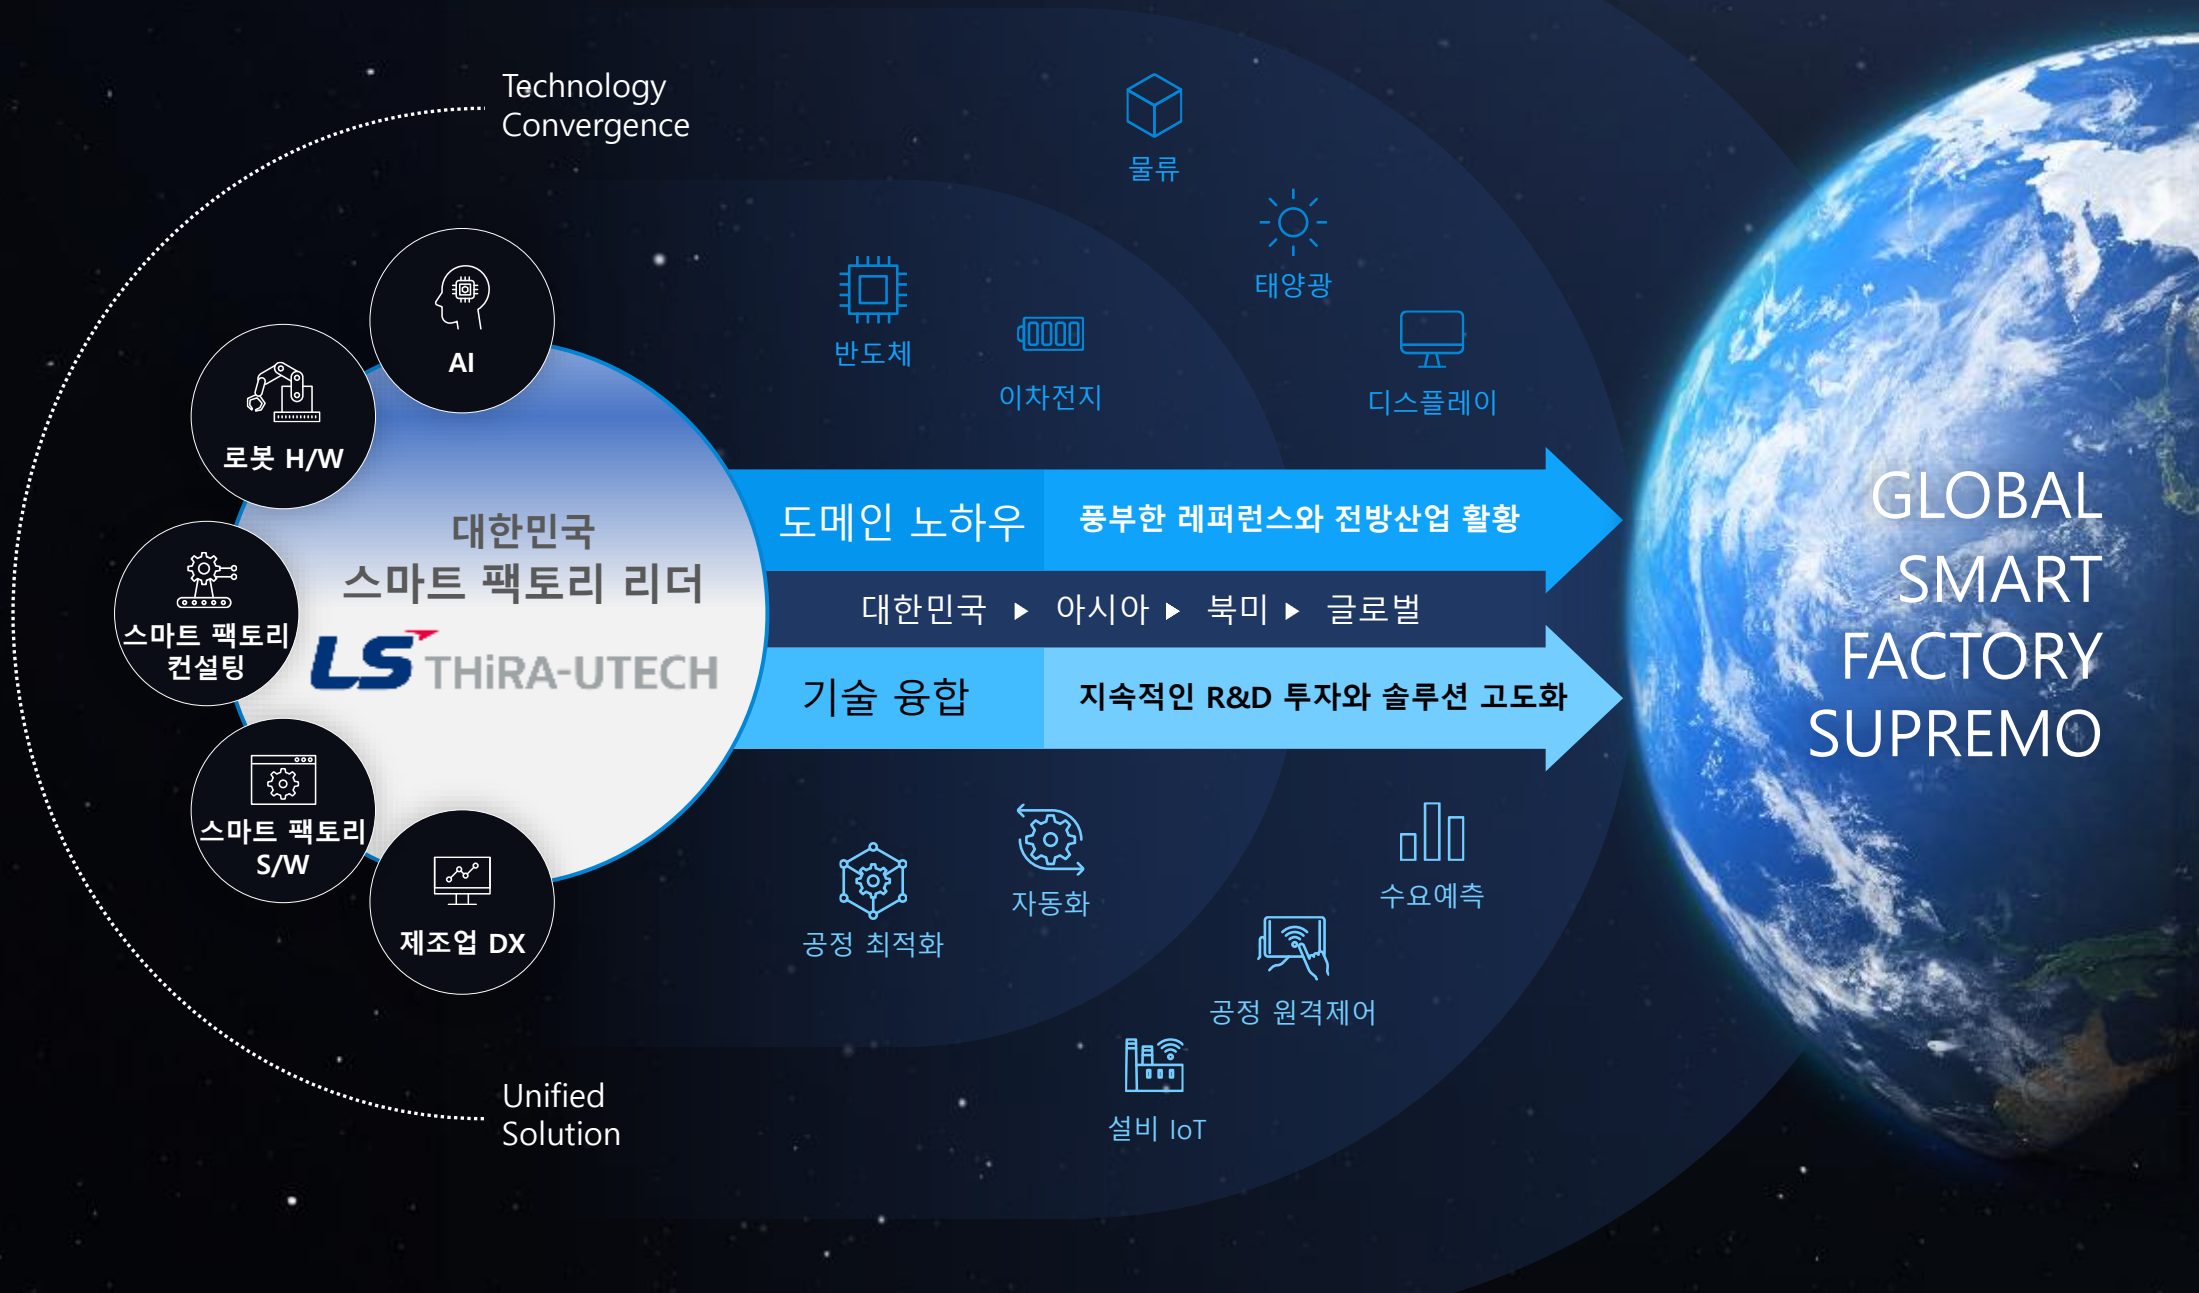 Technology
Convergence
AI
로봇 H/W
스마트 팩토리
컨설팅
스마트 팩토리
S/W
제조업 DX
Unified
Solution
대한민국
스마트 팩토리 리더
LS THiRA-UTECH
물류
태양광
디스플레이
반도체
이차전지
도메인 노하우
풍부한 레퍼런스와 전방산업 활황
대한민국 ▶ 아시아 ▶ 북미 ▶ 글로벌
기술 융합
지속적인 R&D 투자와 솔루션 고도화
공정 최적화
자동화
수요예측
공정 원격제어
설비 IoT
GLOBAL
SMART
FACTORY
SUPREMO